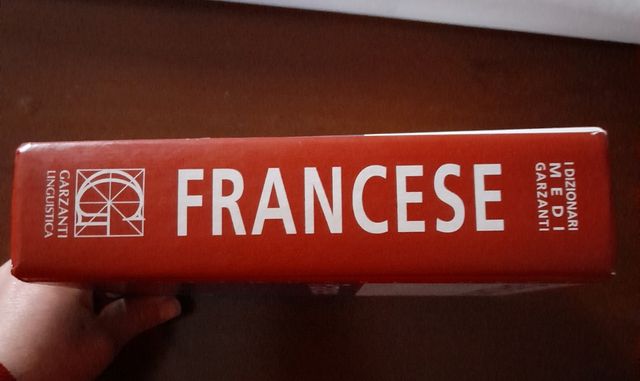 GARZANTI
LINGUISTICA
FRANCESE
I DIZIONARI
MEDI
GARZANTI